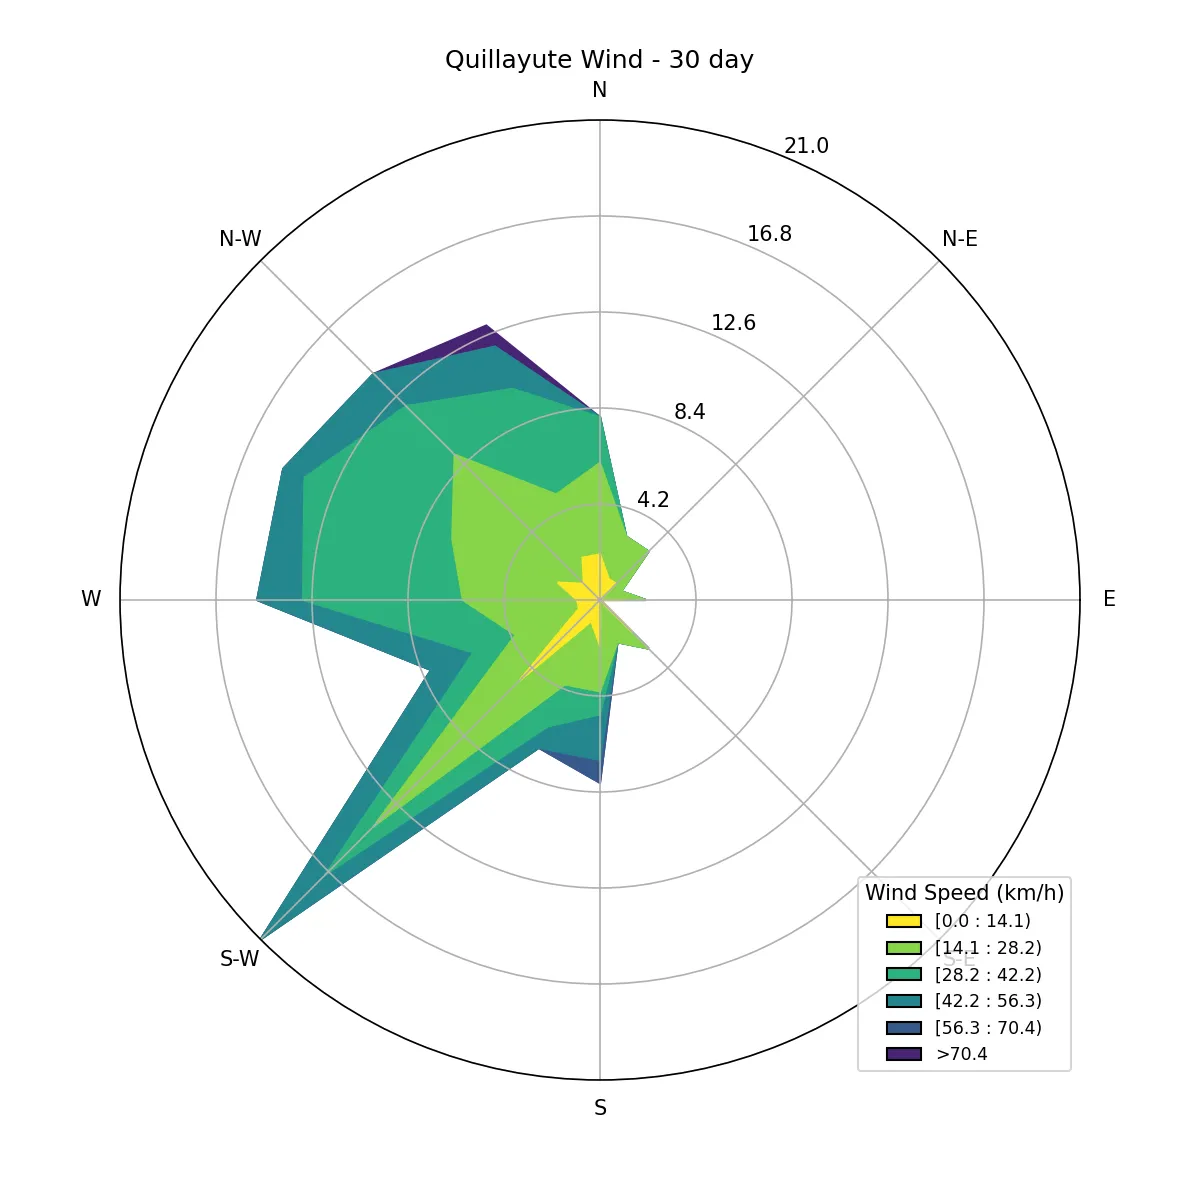 Quillayute Wind - 30 day
N
21.0
16.8
N-W
N-E
12.6
8.4
4.2
W
E
Wind Speed (km/h)
[0.0 : 14.1)
[14.1 : 28.2)
S-W
S-E
[28.2 : 42.2)
[42.2 : 56.3)
[56.3 : 70.4)
>70.4
S